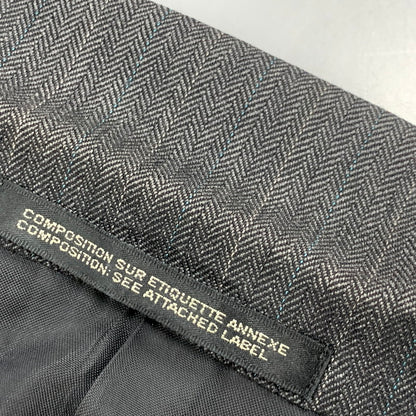 COMPOSITION SUR ETIQUETTE ANNEXE
COMPOSITION: SEE ATTACHED LABEL